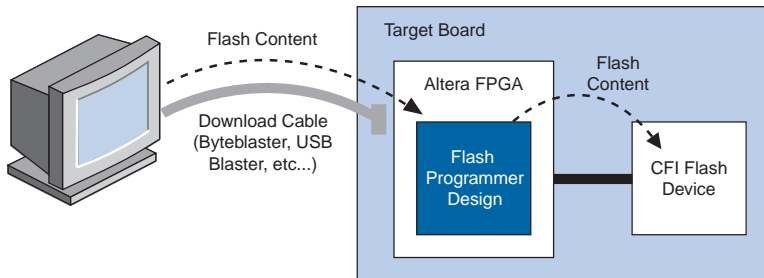 Flash Content
Download Cable
(Byteblaster, USB
Blaster, etc...)
Target Board
Altera FPGA
Flash
Programmer
Design
Flash
Content
CFI Flash
Device